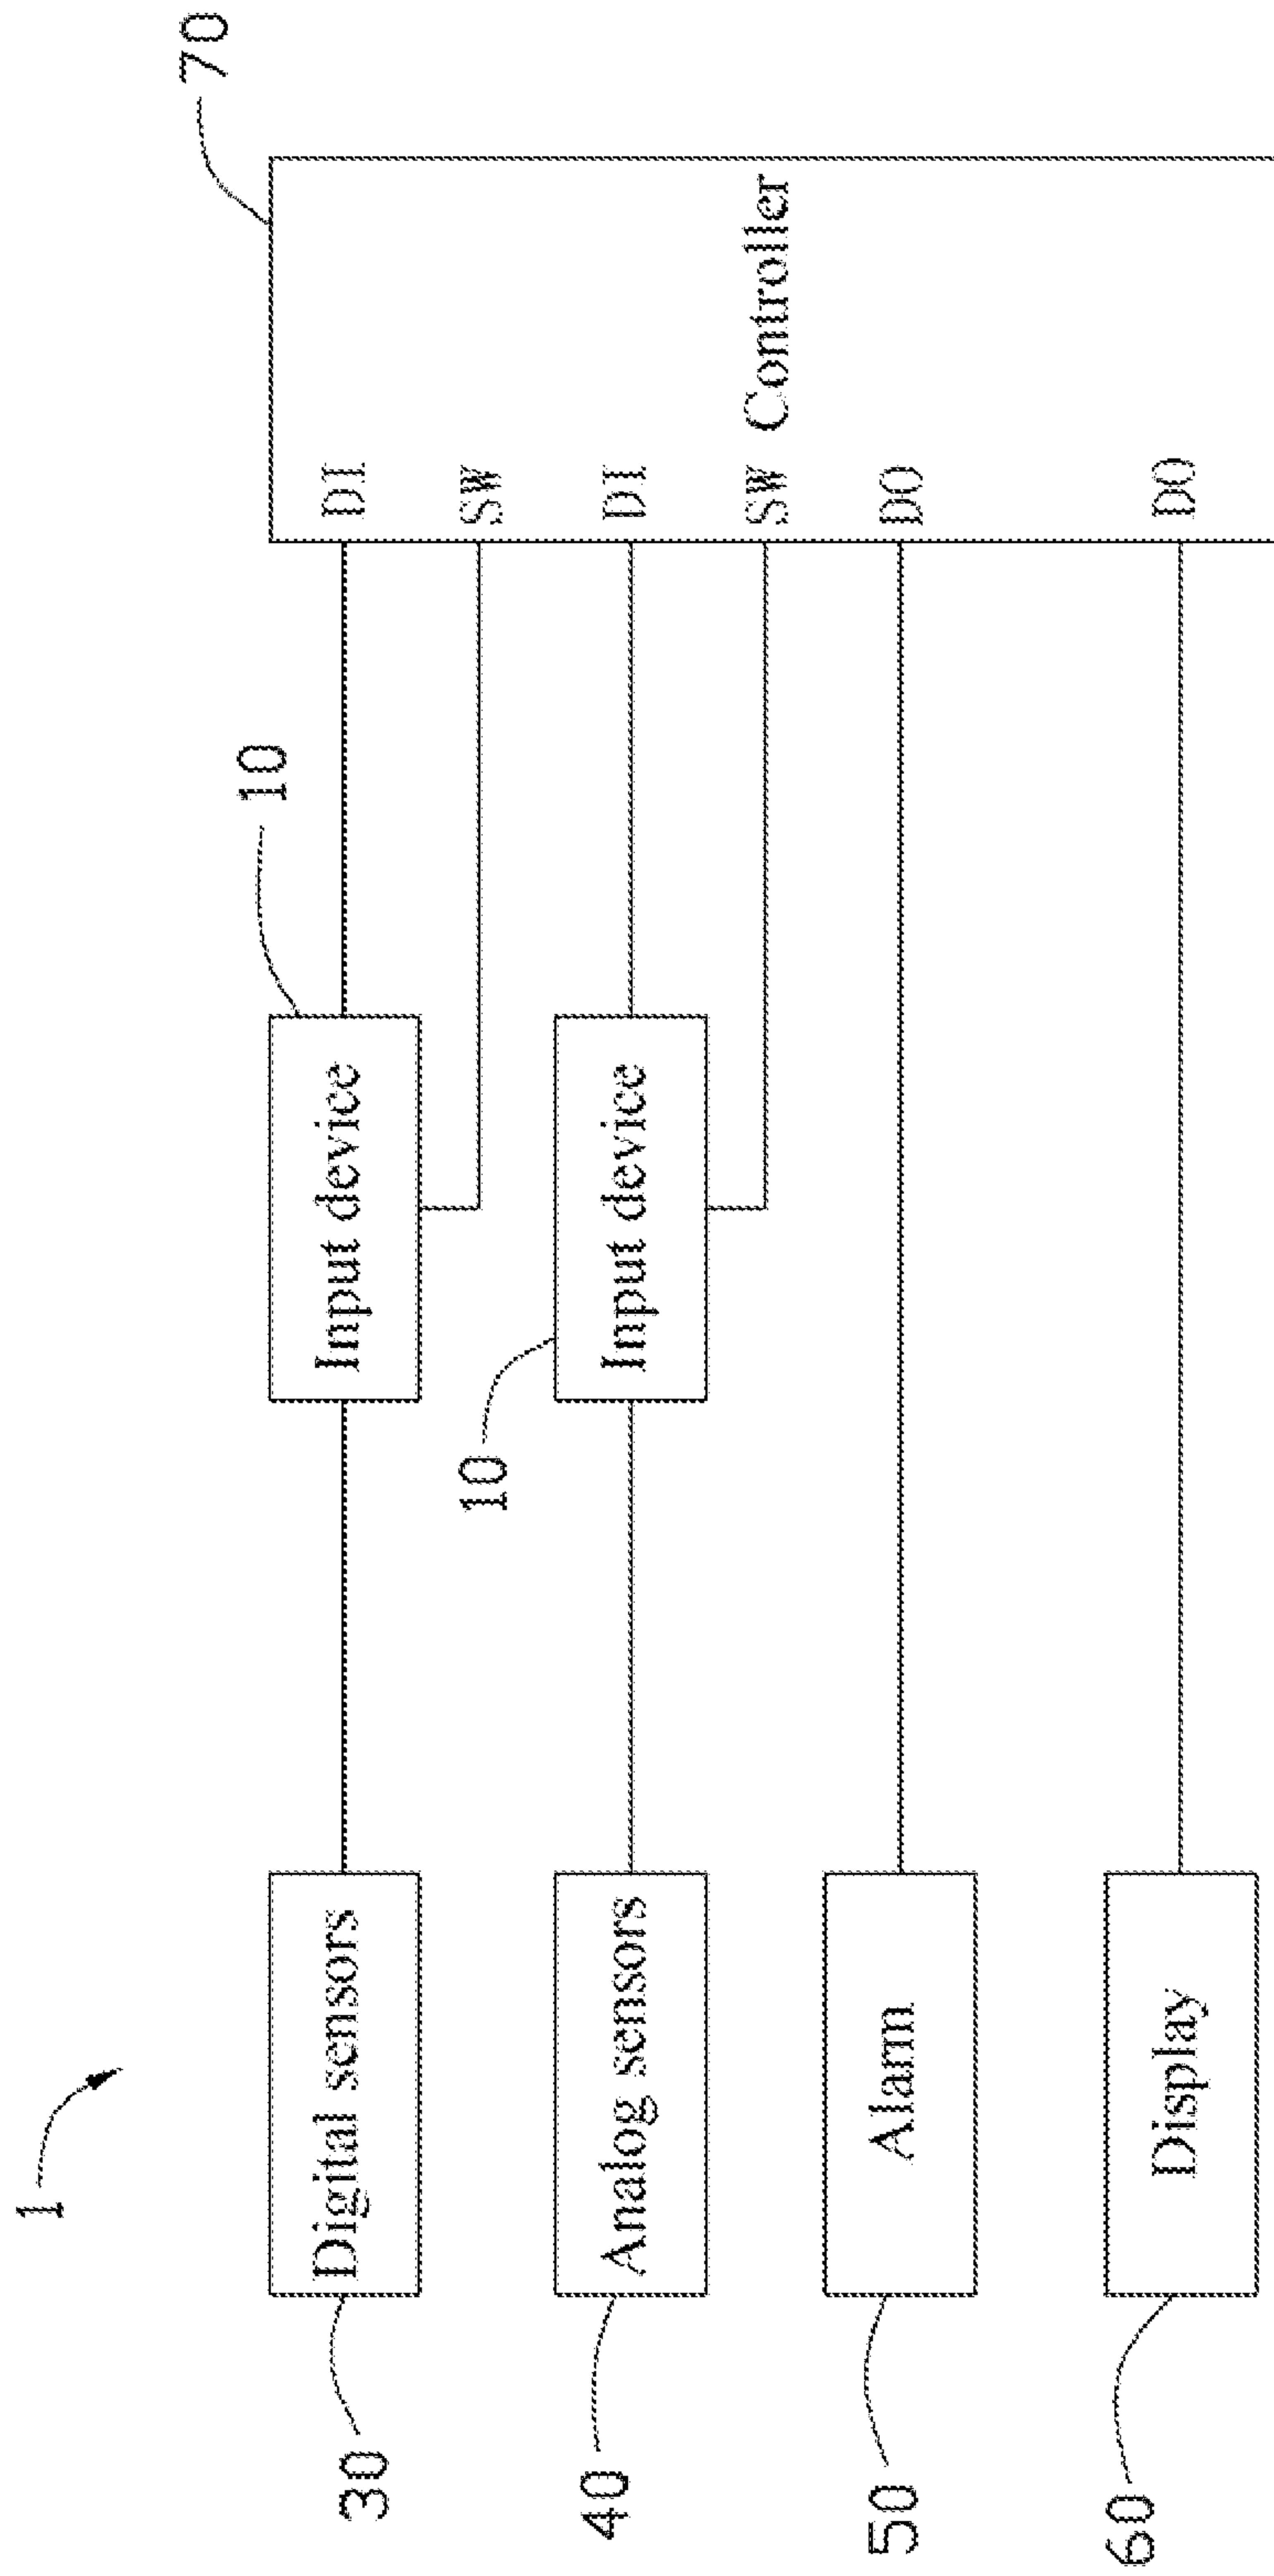 1
30
Digital sensors
Input device
10
DI
70
SW
40
Analog sensors
10
Input device
DI
SW
Controller
50
Alarm
DO
60
Display
DO